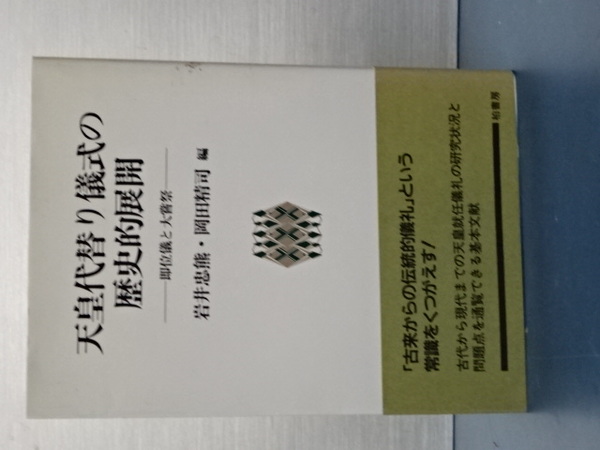 天皇代替り儀式の
歴史的展開
――即位儀と大嘗祭――
岩井忠熊・岡田精司 編
「古来からの伝統的儀礼」という
常識をくつがえす!
古代から現代までの天皇就任儀礼の研究状況と
問題点を通覧できる基本文献
柏書房